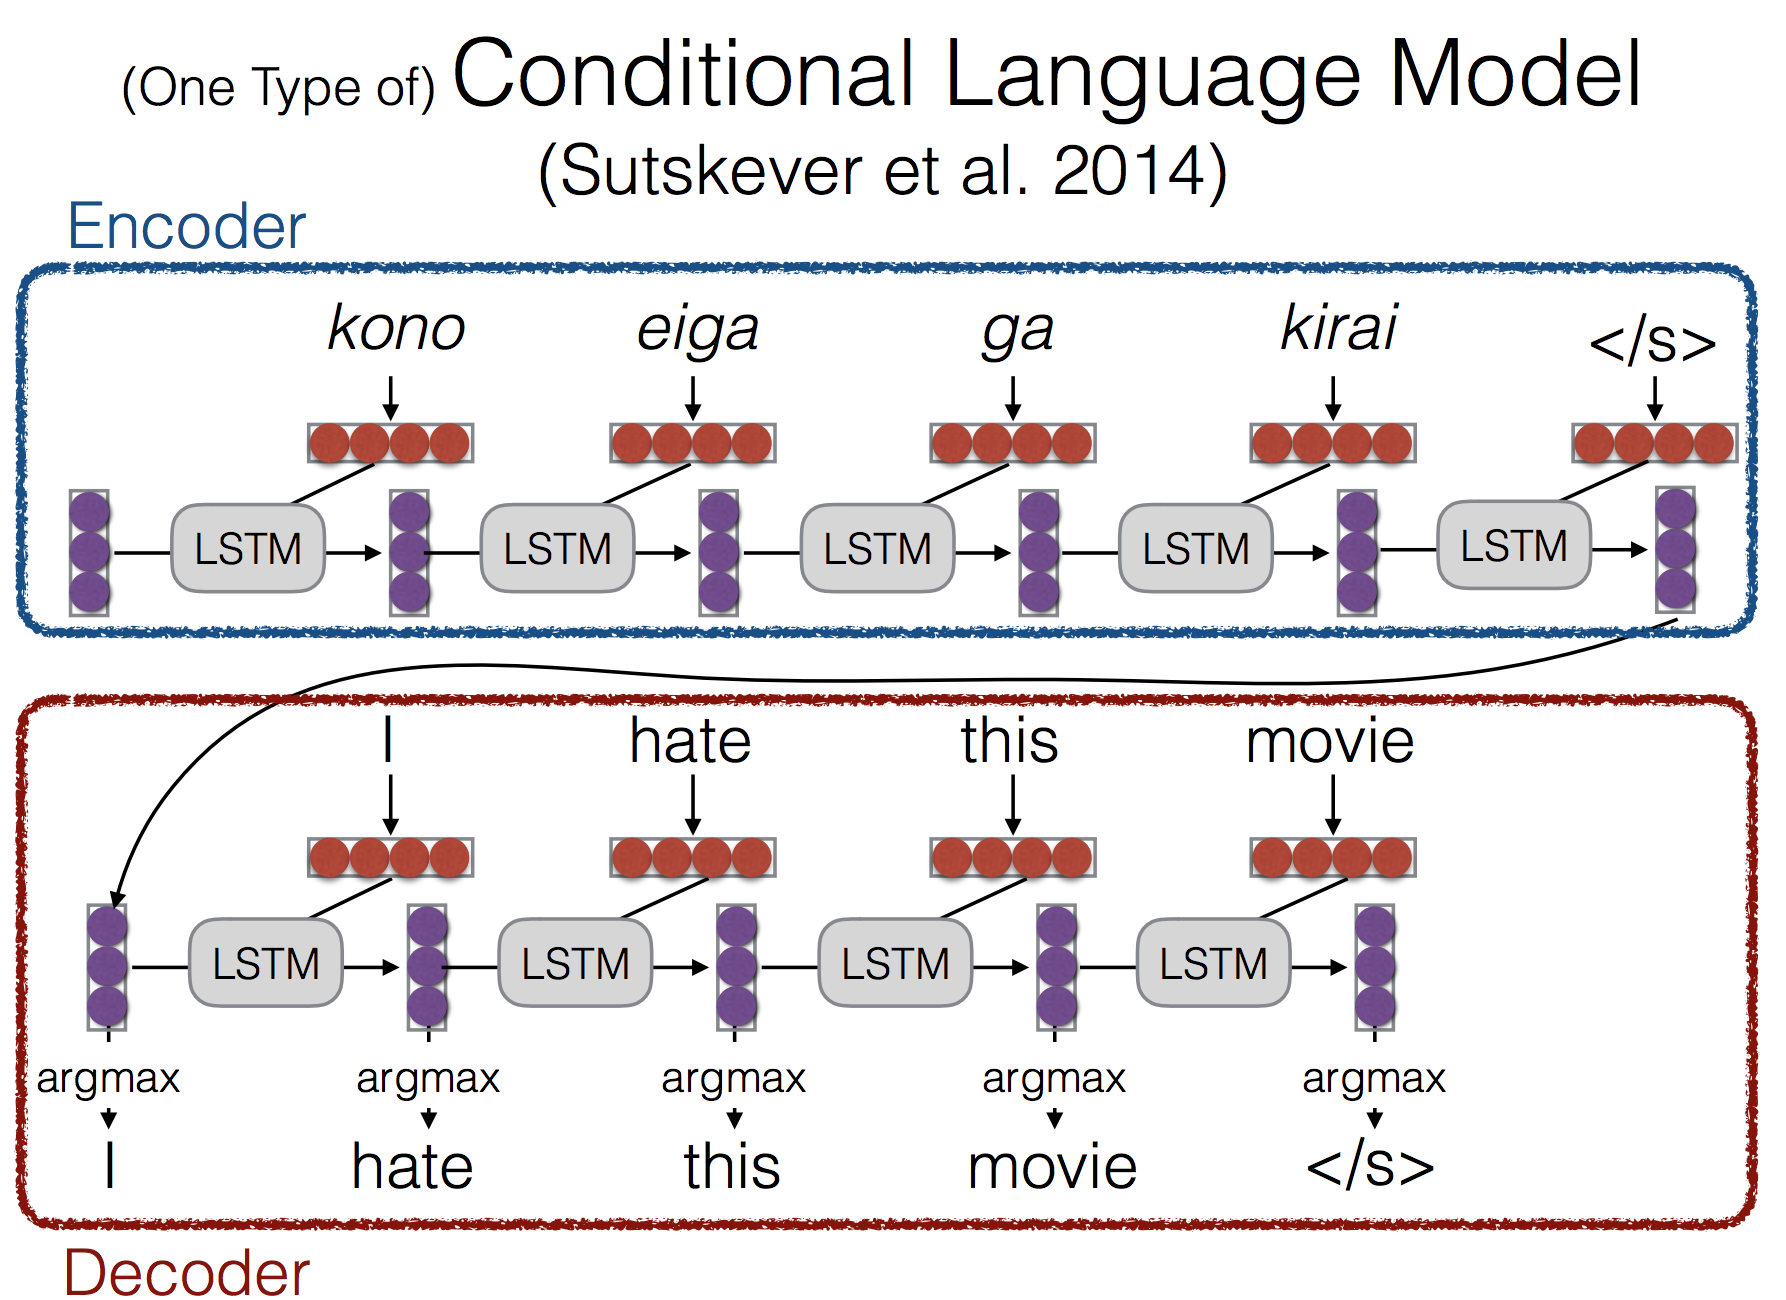 (One Type of) Conditional Language Model
(Sutskever et al. 2014)
Encoder
kono eiga ga kirai </s>
LSTM LSTM LSTM LSTM LSTM
I hate this movie
LSTM LSTM LSTM LSTM
argmax argmax argmax argmax argmax
I hate this movie </s>
Decoder